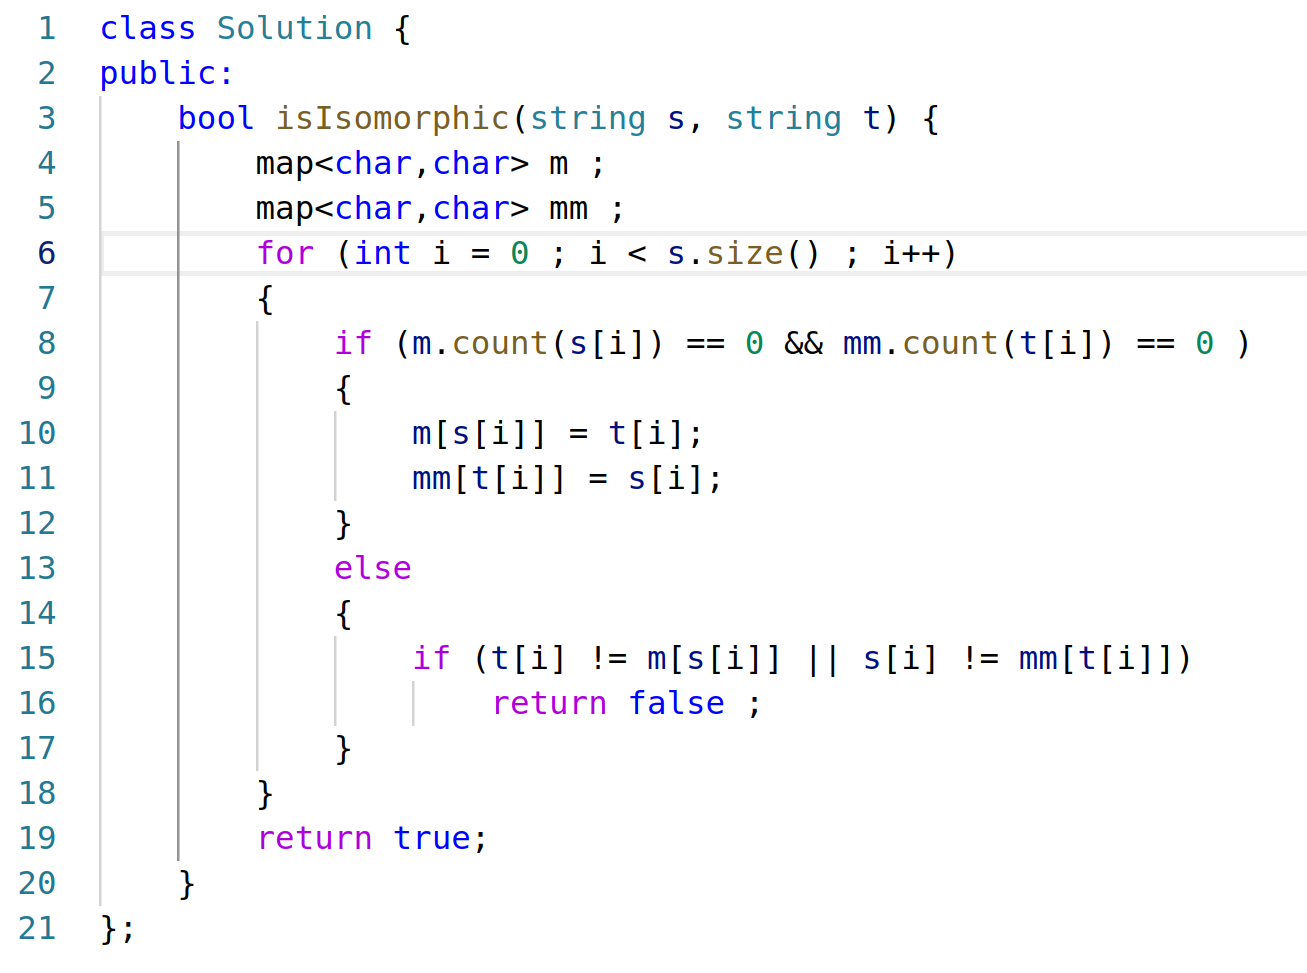 1 class Solution {
2 public:
3     bool isIsomorphic(string s, string t) {
4         map<char,char> m ;
5         map<char,char> mm ;
6         for (int i = 0 ; i < s.size() ; i++)
7         {
8             if (m.count(s[i]) == 0 && mm.count(t[i]) == 0 )
9             {
10                 m[s[i]] = t[i];
11                 mm[t[i]] = s[i];
12             }
13             else
14             {
15                 if (t[i] != m[s[i]] || s[i] != mm[t[i]])
16                     return false ;
17             }
18         }
19         return true;
20     }
21 };